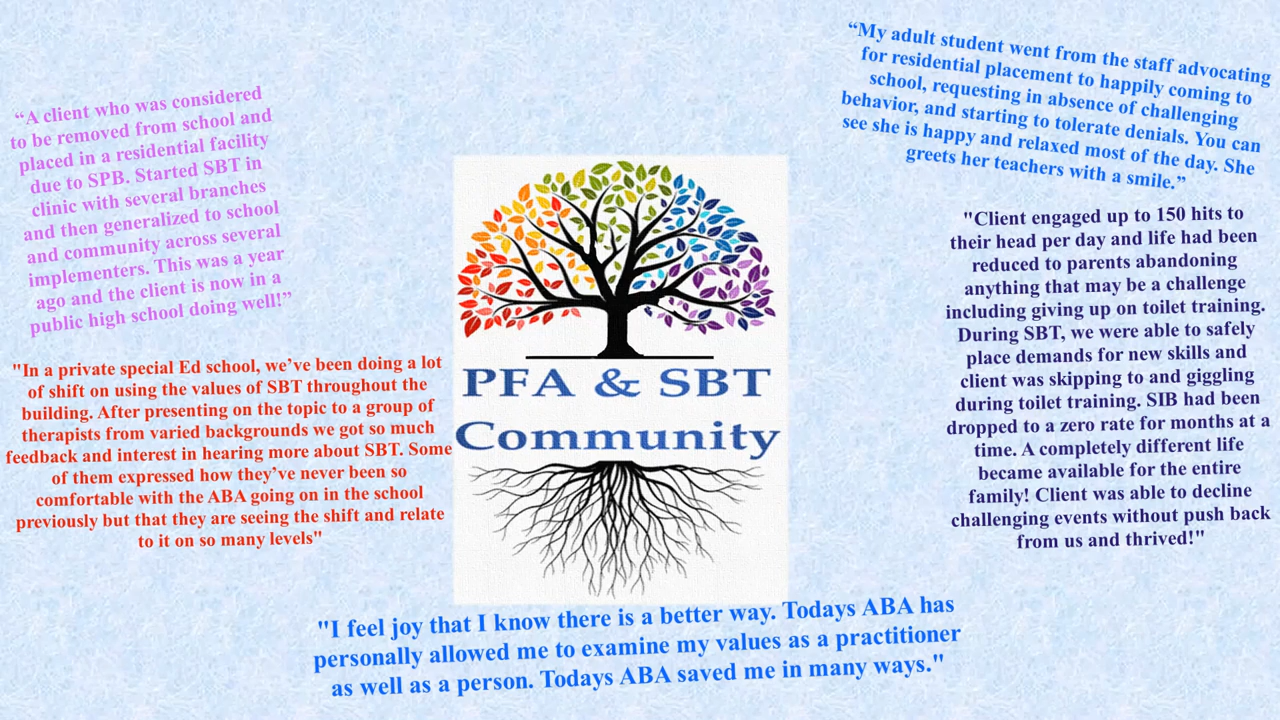 “A client who was considered
to be removed from school and
placed in a residential facility
due to SPB. Started SBT in
clinic with several branches
and then generalized to school
and community across several
implementers. This was a year
ago and the client is now in a
public high school doing well!”
"In a private special Ed school, we’ve been doing a lot
of shift on using the values of SBT throughout the
building. After presenting on the topic to a group of
therapists from varied backgrounds we got so much
feedback and interest in hearing more about SBT. Some
of them expressed how they’ve never been so
comfortable with the ABA going on in the school
previously but that they are seeing the shift and relate
to it on so many levels"
PFA & SBT
Community
“My adult student went from the staff advocating
for residential placement to happily coming to
school, requesting in absence of challenging
behavior, and starting to tolerate denials. You can
see she is happy and relaxed most of the day. She
greets her teachers with a smile.”
"Client engaged up to 150 hits to
their head per day and life had been
reduced to parents abandoning
anything that may be a challenge
including giving up on toilet training.
During SBT, we were able to safely
place demands for new skills and
client was skipping to and giggling
during toilet training. SIB had been
dropped to a zero rate for months at a
time. A completely different life
became available for the entire
family! Client was able to decline
challenging events without push back
from us and thrived!"
"I feel joy that I know there is a better way. Todays ABA has
personally allowed me to examine my values as a practitioner
as well as a person. Todays ABA saved me in many ways."